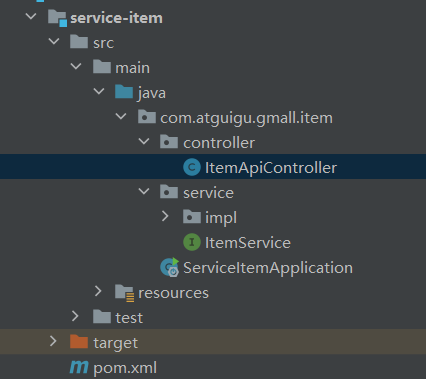 service-item
src
main
java
com.atguigu.gmall.item
controller
ItemApiController
service
impl
ItemService
ServiceItemApplication
resources
test
target
pom.xml